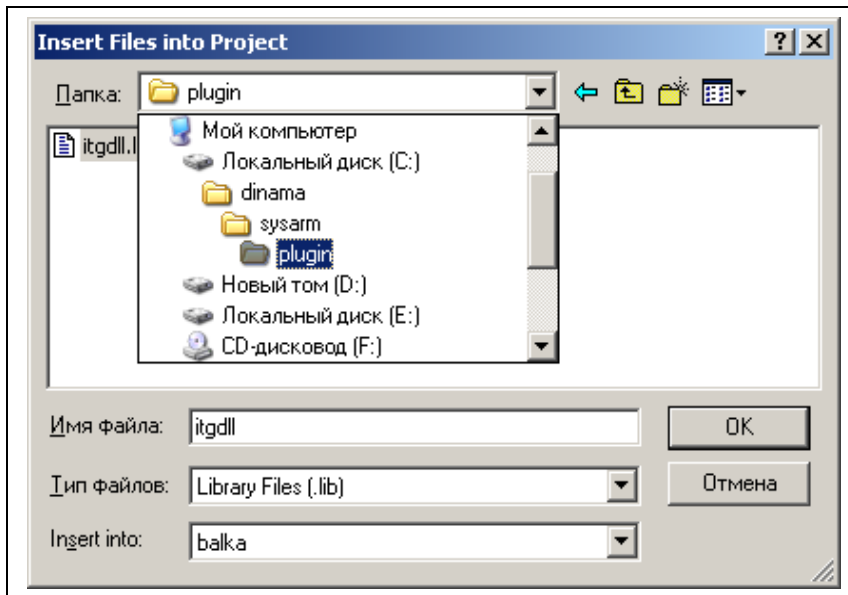 Insert Files into Project
Папка: plugin
itgdll.l
Мой компьютер
Локальный диск (C:)
dinama
sysarm
plugin
Новый том (D:)
Локальный диск (E:)
CD-дисковод (F:)
Имя файла: itgdll OK
Тип файлов: Library Files (.lib) Отмена
Insert into: balka